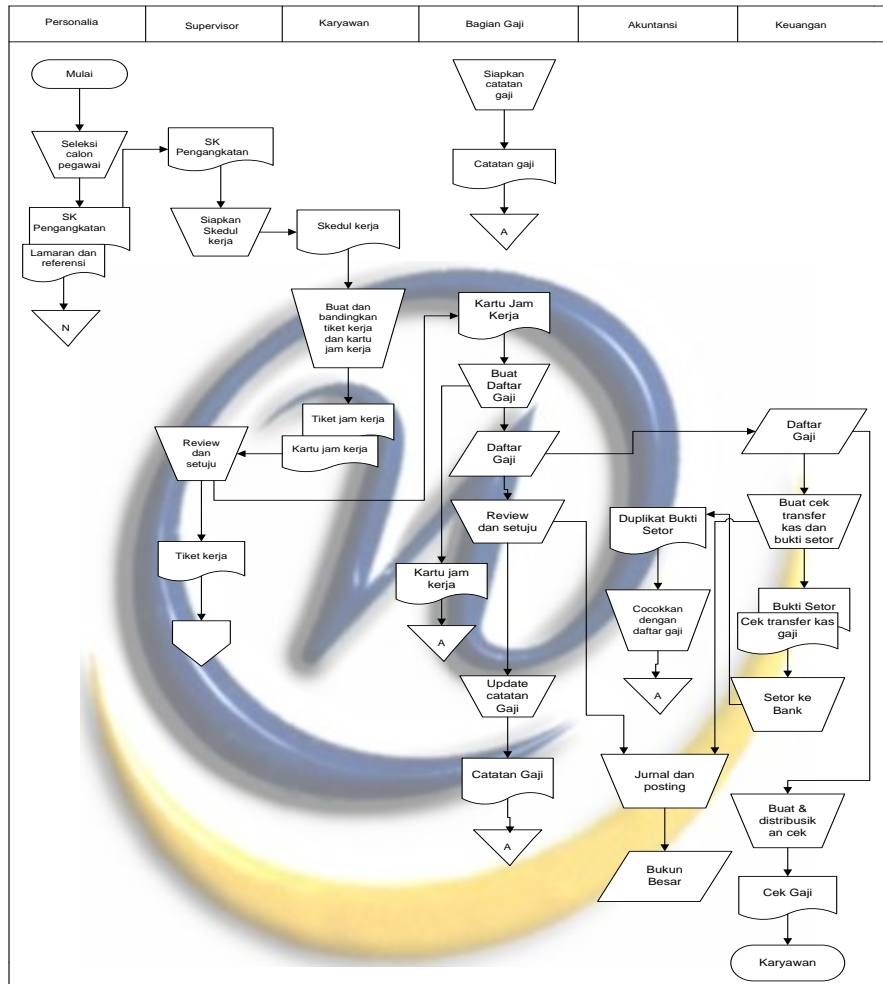 Personalia
Supervisor
Karyawan
Bagian Gaji
Akuntansi
Keuangan
Mulai
Seleksi
calon
pegawai
SK
Pengangkatan
Lamaran dan
referensi
N
SK
Pengangkatan
Siapkan
Skedul
kerja
Skedul kerja
Buat dan
bandingkan
tiket kerja
dan kartu
jam kerja
Tiket jam kerja
Kartu jam kerja
Review
dan
setuju
Tiket kerja
Siapkan
catatan
gaji
Catatan gaji
A
Kartu Jam
Kerja
Buat
Daftar
Gaji
Daftar
Gaji
Review
dan setuju
Kartu jam
kerja
A
Update
catatan
Gaji
Catatan Gaji
A
Duplikat Bukti
Setor
Cocokkan
dengan
daftar gaji
A
Jurnal dan
posting
Bukun
Besar
Daftar
Gaji
Buat cek
transfer
kas dan
bukti setor
Bukti Setor
Cek transfer kas
gaji
Setor ke
Bank
Buat &
distribusik
an cek
Cek Gaji
Karyawan